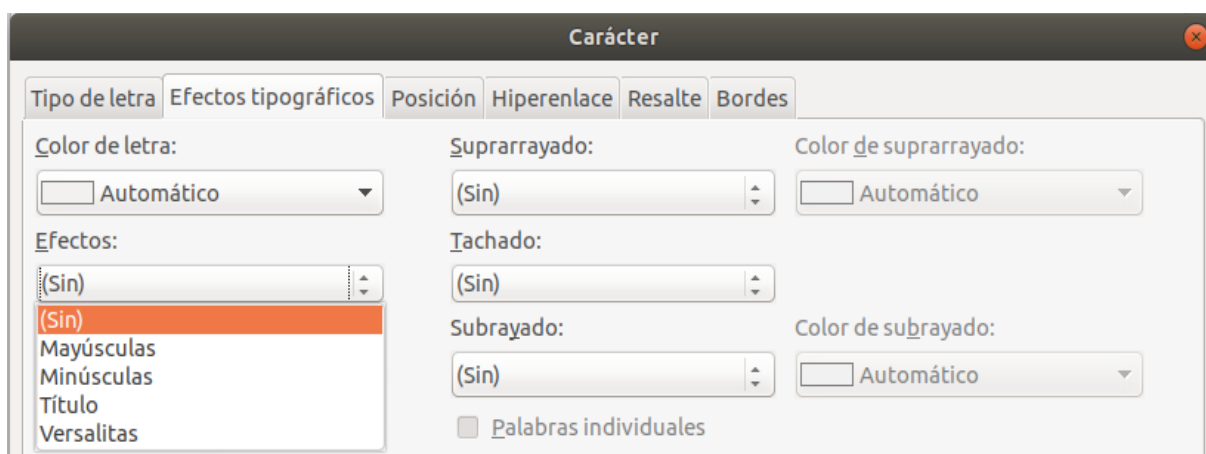 Carácter
Tipo de letra Efectos tipográficos Posición Hiperenlace Resalte Bordes
Color de letra: Suprarrayado: Color de suprarrayado:
Automático (Sin) Automático
Efectos: Tachado:
(Sin) (Sin)
(Sin)
Mayúsculas Subrayado: Color de subrayado:
Minúsculas (Sin) Automático
Título
Versalitas Palabras individuales